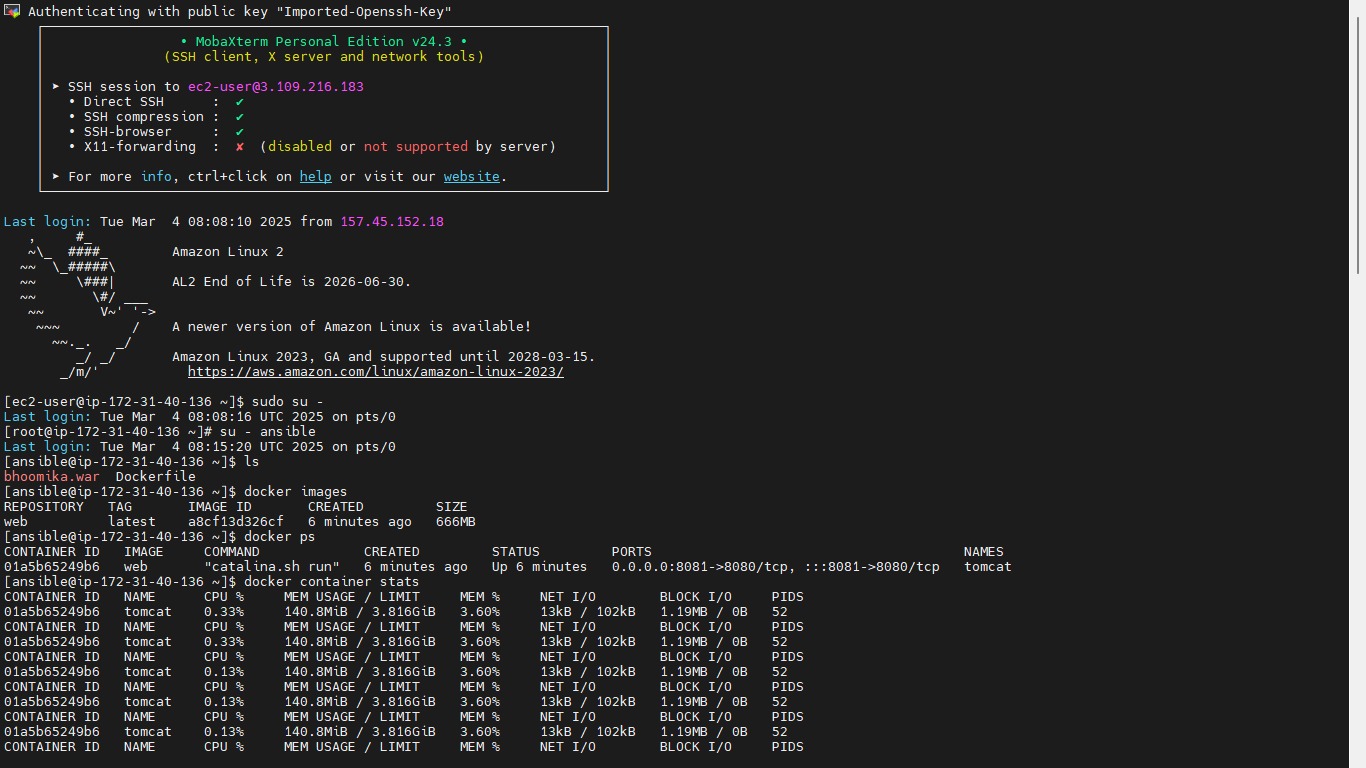 Authenticating with public key "Imported-Openssh-Key"
• MobaXterm Personal Edition v24.3 •
(SSH client, X server and network tools)
➤ SSH session to ec2-user@3.109.216.183
• Direct SSH      :  ✔
• SSH compression :  ✔
• SSH-browser     :  ✔
• X11-forwarding  :  ✘  (disabled or not supported by server)
➤ For more info, ctrl+click on help or visit our website.
Last login: Tue Mar  4 08:08:10 2025 from 157.45.152.18
   ,     #_
   ~\_  ####_        Amazon Linux 2
  ~~  \_#####\
  ~~     \###|       AL2 End of Life is 2026-06-30.
  ~~       \#/ ___
   ~~       V~' '->
    ~~~         /    A newer version of Amazon Linux is available!
      ~~._.   _/
         _/ _/       Amazon Linux 2023, GA and supported until 2028-03-15.
       _/m/'           https://aws.amazon.com/linux/amazon-linux-2023/
[ec2-user@ip-172-31-40-136 ~]$ sudo su -
Last login: Tue Mar  4 08:08:16 UTC 2025 on pts/0
[root@ip-172-31-40-136 ~]# su - ansible
Last login: Tue Mar  4 08:15:20 UTC 2025 on pts/0
[ansible@ip-172-31-40-136 ~]$ ls
bhoomika.war  Dockerfile
[ansible@ip-172-31-40-136 ~]$ docker images
REPOSITORY   TAG       IMAGE ID       CREATED         SIZE
web          latest    a8cf13d326cf   6 minutes ago   666MB
[ansible@ip-172-31-40-136 ~]$ docker ps
CONTAINER ID   IMAGE     COMMAND             CREATED         STATUS         PORTS                                       NAMES
01a5b65249b6   web       "catalina.sh run"   6 minutes ago   Up 6 minutes   0.0.0.0:8081->8080/tcp, :::8081->8080/tcp   tomcat
[ansible@ip-172-31-40-136 ~]$ docker container stats
CONTAINER ID   NAME      CPU %     MEM USAGE / LIMIT     MEM %     NET I/O        BLOCK I/O     PIDS
01a5b65249b6   tomcat    0.33%     140.8MiB / 3.816GiB   3.60%     13kB / 102kB   1.19MB / 0B   52
CONTAINER ID   NAME      CPU %     MEM USAGE / LIMIT     MEM %     NET I/O        BLOCK I/O     PIDS
01a5b65249b6   tomcat    0.33%     140.8MiB / 3.816GiB   3.60%     13kB / 102kB   1.19MB / 0B   52
CONTAINER ID   NAME      CPU %     MEM USAGE / LIMIT     MEM %     NET I/O        BLOCK I/O     PIDS
01a5b65249b6   tomcat    0.13%     140.8MiB / 3.816GiB   3.60%     13kB / 102kB   1.19MB / 0B   52
CONTAINER ID   NAME      CPU %     MEM USAGE / LIMIT     MEM %     NET I/O        BLOCK I/O     PIDS
01a5b65249b6   tomcat    0.13%     140.8MiB / 3.816GiB   3.60%     13kB / 102kB   1.19MB / 0B   52
CONTAINER ID   NAME      CPU %     MEM USAGE / LIMIT     MEM %     NET I/O        BLOCK I/O     PIDS
01a5b65249b6   tomcat    0.13%     140.8MiB / 3.816GiB   3.60%     13kB / 102kB   1.19MB / 0B   52
CONTAINER ID   NAME      CPU %     MEM USAGE / LIMIT     MEM %     NET I/O        BLOCK I/O     PIDS